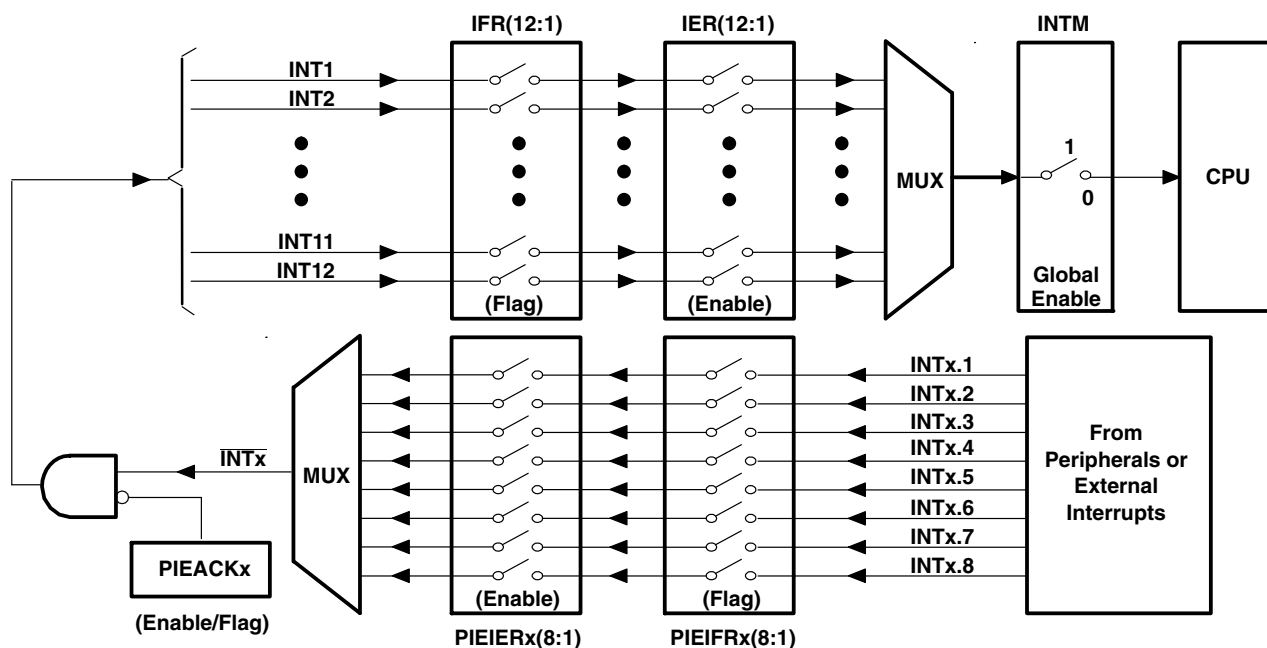 IFR(12:1)
IER(12:1)
INTM
INT1
INT2
INT11
INT12
(Flag)
(Enable)
MUX
1
0
Global
Enable
CPU
INTx.1
INTx.2
INTx.3
INTx.4
INTx.5
INTx.6
INTx.7
INTx.8
From
Peripherals or
External
Interrupts
INTx
MUX
PIEACKx
(Enable/Flag)
(Enable)
(Flag)
PIEIERx(8:1)
PIEIFRx(8:1)